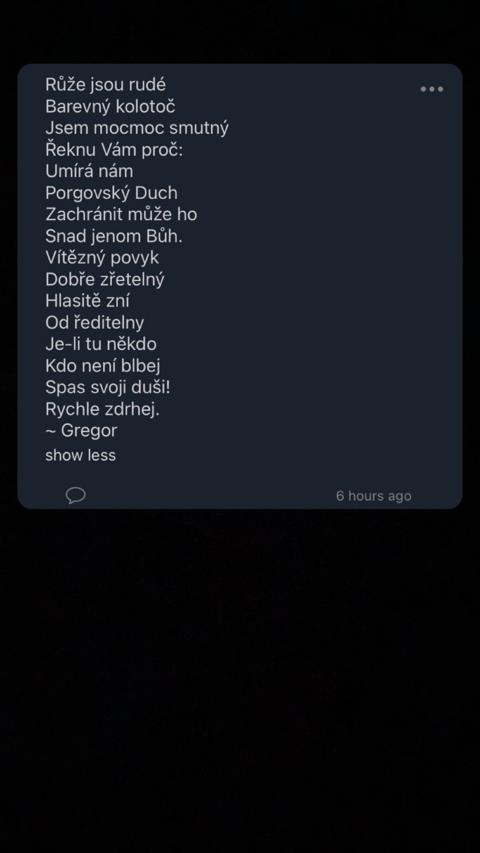 Růže jsou rudé
Barevný kolotoč
Jsem mocmoc smutný
Řeknu Vám proč:
Umírá nám
Porgovský Duch
Zachránit může ho
Snad jenom Bůh.
Vítězný povyk
Dobře zřetelný
Hlasitě zní
Od ředitelny
Je-li tu někdo
Kdo není blbej
Spas svoji duši!
Rychle zdrhej.
~ Gregor
show less
6 hours ago